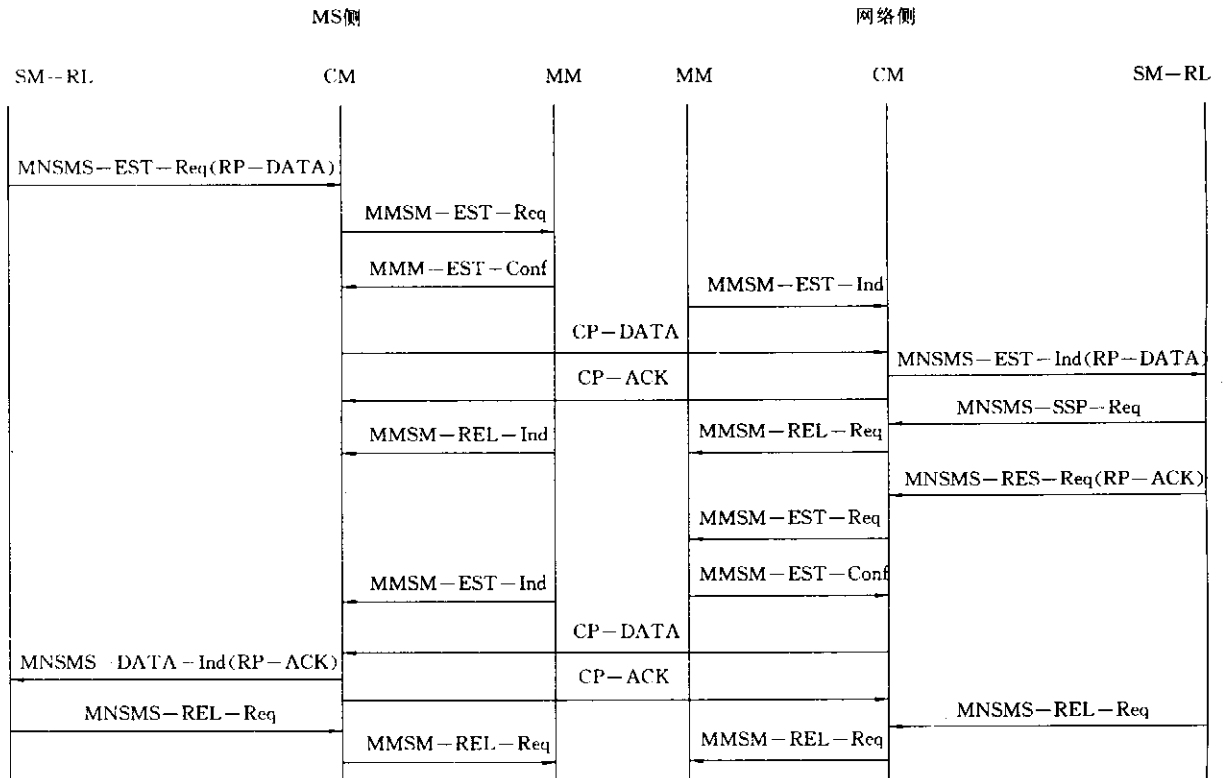 MS侧 网络侧
SM--RL CM MM MM CM SM-RL
MNSMS-EST-Req(RP-DATA)
MMSM-EST-Req
MMM-EST-Conf
MMSM-EST-Ind
CP-DATA
MNSMS-EST-Ind(RP-DATA)
CP-ACK
MNSMS-SSP--Req
MMSM-REL-Ind
MMSM-REL-Req
MNSMS-RES-Req(RP-ACK)
MMSM-EST-Req
MMSM-EST-Ind
MMSM-EST-Conf
CP-DATA
MNSMS DATA-Ind(RP-ACK)
CP-ACK
MNSMS-REL-Req
MNSMS-REL-Req
MMSM-REL-Req
MMSM-REL-Req